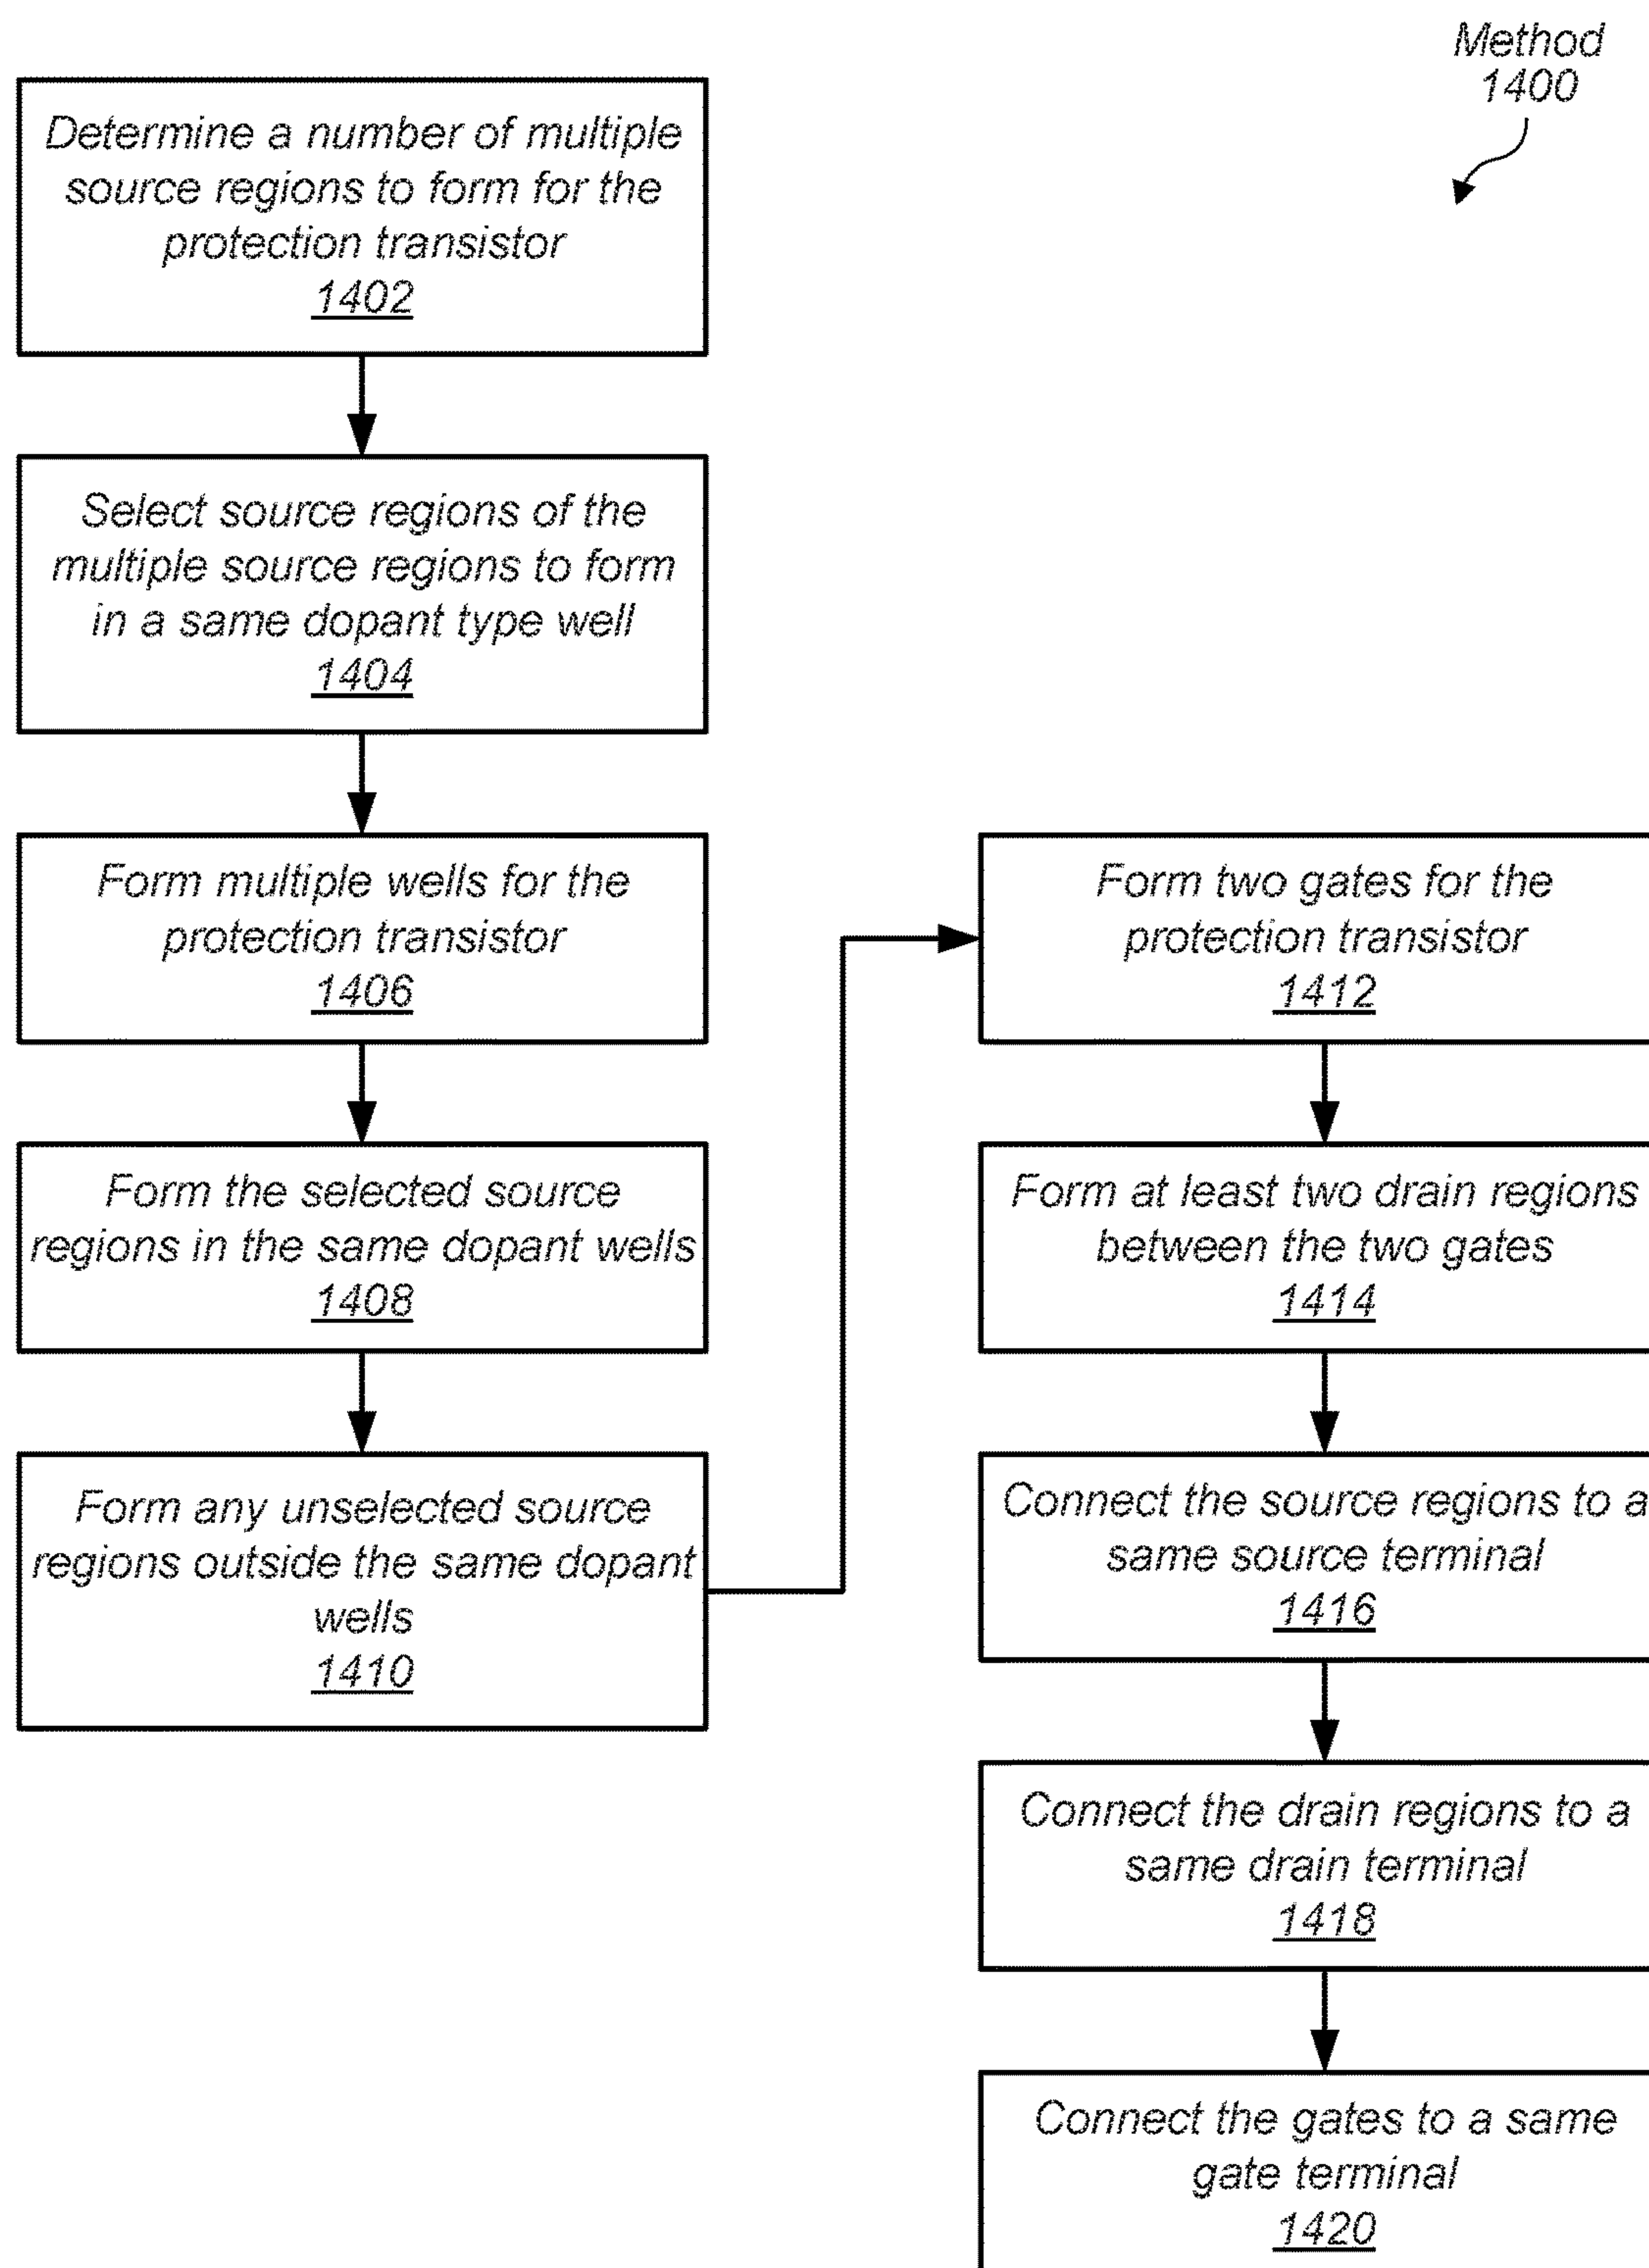 Method
1400
Determine a number of multiple
source regions to form for the
protection transistor
1402
Select source regions of the
multiple source regions to form
in a same dopant type well
1404
Form multiple wells for the
protection transistor
1406
Form the selected source
regions in the same dopant wells
1408
Form any unselected source
regions outside the same dopant
wells
1410
Form two gates for the
protection transistor
1412
Form at least two drain regions
between the two gates
1414
Connect the source regions to a
same source terminal
1416
Connect the drain regions to a
same drain terminal
1418
Connect the gates to a same
gate terminal
1420